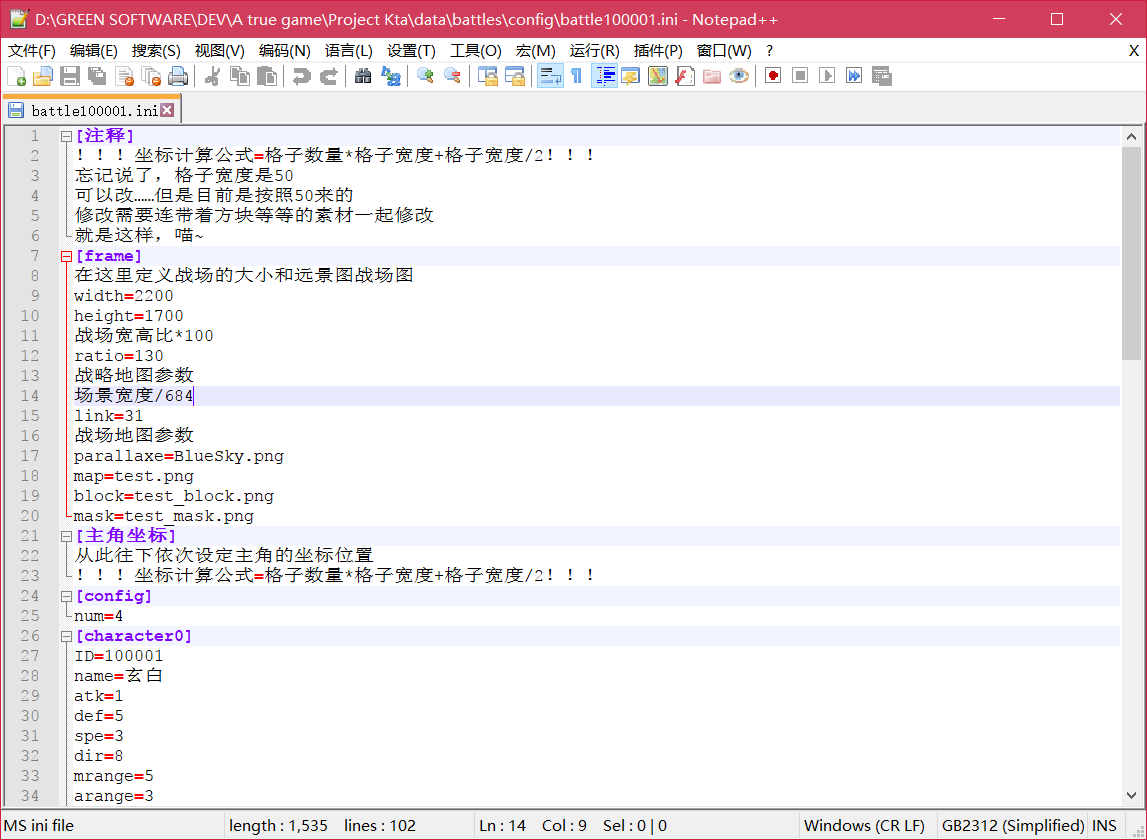 D:\GREEN SOFTWARE\DEV\A true game\Project Kta\data\battles\config\battle100001.ini - Notepad++
文件(F) 编辑(E) 搜索(S) 视图(V) 编码(N) 语言(L) 设置(T) 工具(O) 宏(M) 运行(R) 插件(P) 窗口(W) ? X
battle100001.ini
1 [注释]
2 ！！！坐标计算公式=格子数量*格子宽度+格子宽度/2！！！
3 忘记说了，格子宽度是50
4 可以改……但是目前是按照50来的
5 修改需要连带着方块等等的素材一起修改
6 就是这样，喵~
7 [frame]
8 在这里定义战场的大小和远景图战场图
9 width=2200
10 height=1700
11 战场宽高比*100
12 ratio=130
13 战略地图参数
14 场景宽度/684
15 link=31
16 战场地图参数
17 parallaxe=BlueSky.png
18 map=test.png
19 block=test_block.png
20 mask=test_mask.png
21 [主角坐标]
22 从此往下依次设定主角的坐标位置
23 ！！！坐标计算公式=格子数量*格子宽度+格子宽度/2！！！
24 [config]
25 num=4
26 [character0]
27 ID=100001
28 name=玄白
29 atk=1
30 def=5
31 spe=3
32 dir=8
33 mrange=5
34 arange=3
MS ini file length : 1,535 lines : 102 Ln : 14 Col : 9 Sel : 0 | 0 Windows (CR LF) GB2312 (Simplified) INS